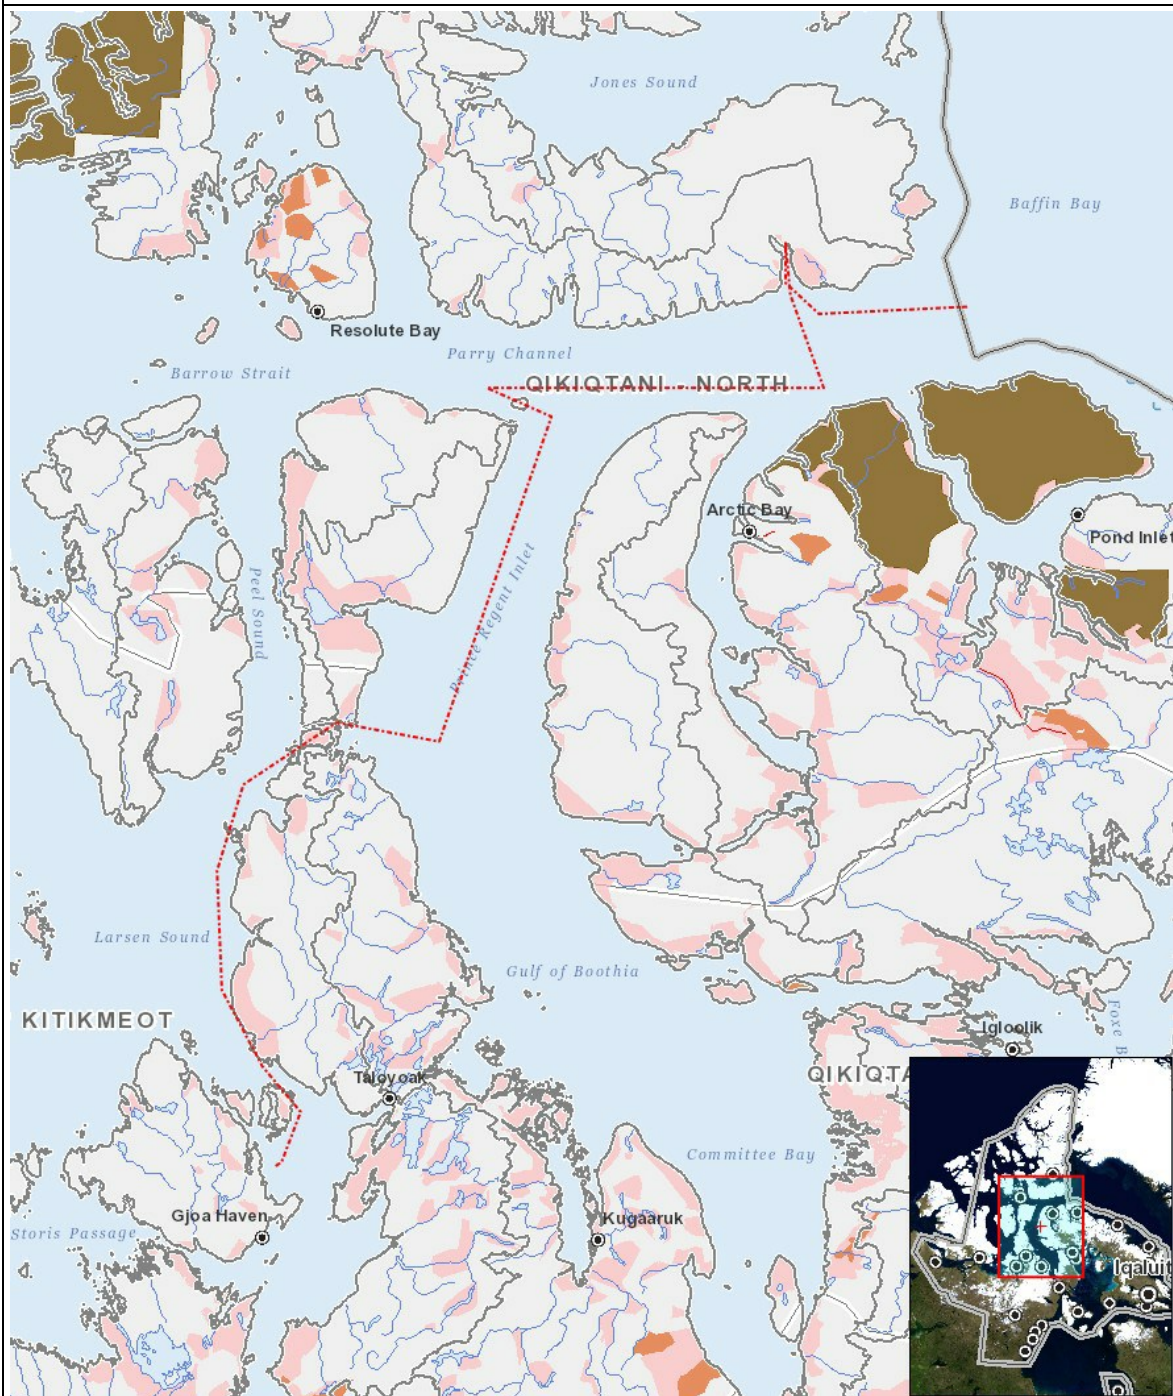 Jones Sound
Baffin Bay
Resolute Bay
Parry Channel
Barrow Strait
QIKIQTANI - NORTH
Arctic Bay
Pond Inlet
Peel Sound
Prince Regent Inlet
Larsen Sound
Gulf of Boothia
KITIKMEOT
Foxe B
Igloolik
Taloyoak
QIKIQTA
Committee Bay
Gjoa Haven
Kugaaruk
Storis Passage
Iqaluit